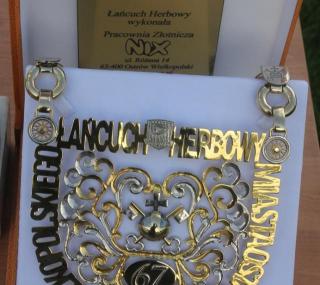 Łańcuch Herbowy
wykonała
Pracownia Złotnicza
NIX
ul. Różana 14
63-400 Ostrów Wielkopolski
ŁAŃCUCH HERBOWY
MIASTA
67